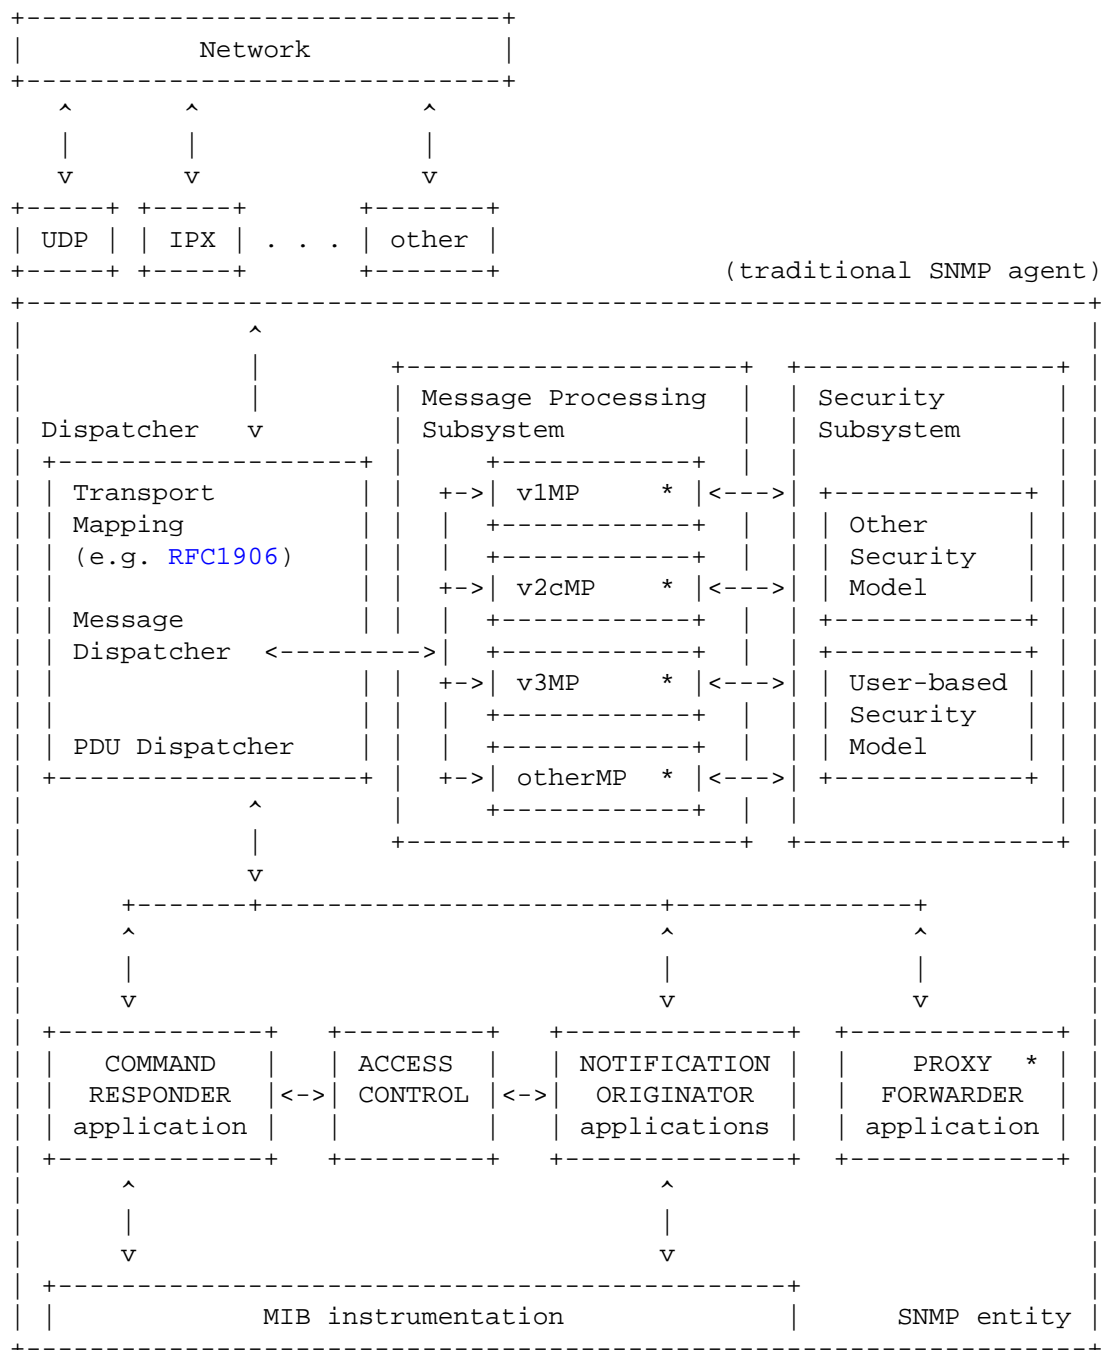 Network
UDP IPX . . . other
(traditional SNMP agent)
Message Processing Security
Dispatcher Subsystem Subsystem
Transport v1MP *
Mapping Other
(e.g. RFC1906) Security
v2cMP * Model
Message
Dispatcher
v3MP * User-based
Security
PDU Dispatcher Model
otherMP *
COMMAND ACCESS NOTIFICATION PROXY *
RESPONDER CONTROL ORIGINATOR FORWARDER
application applications application
MIB instrumentation SNMP entity